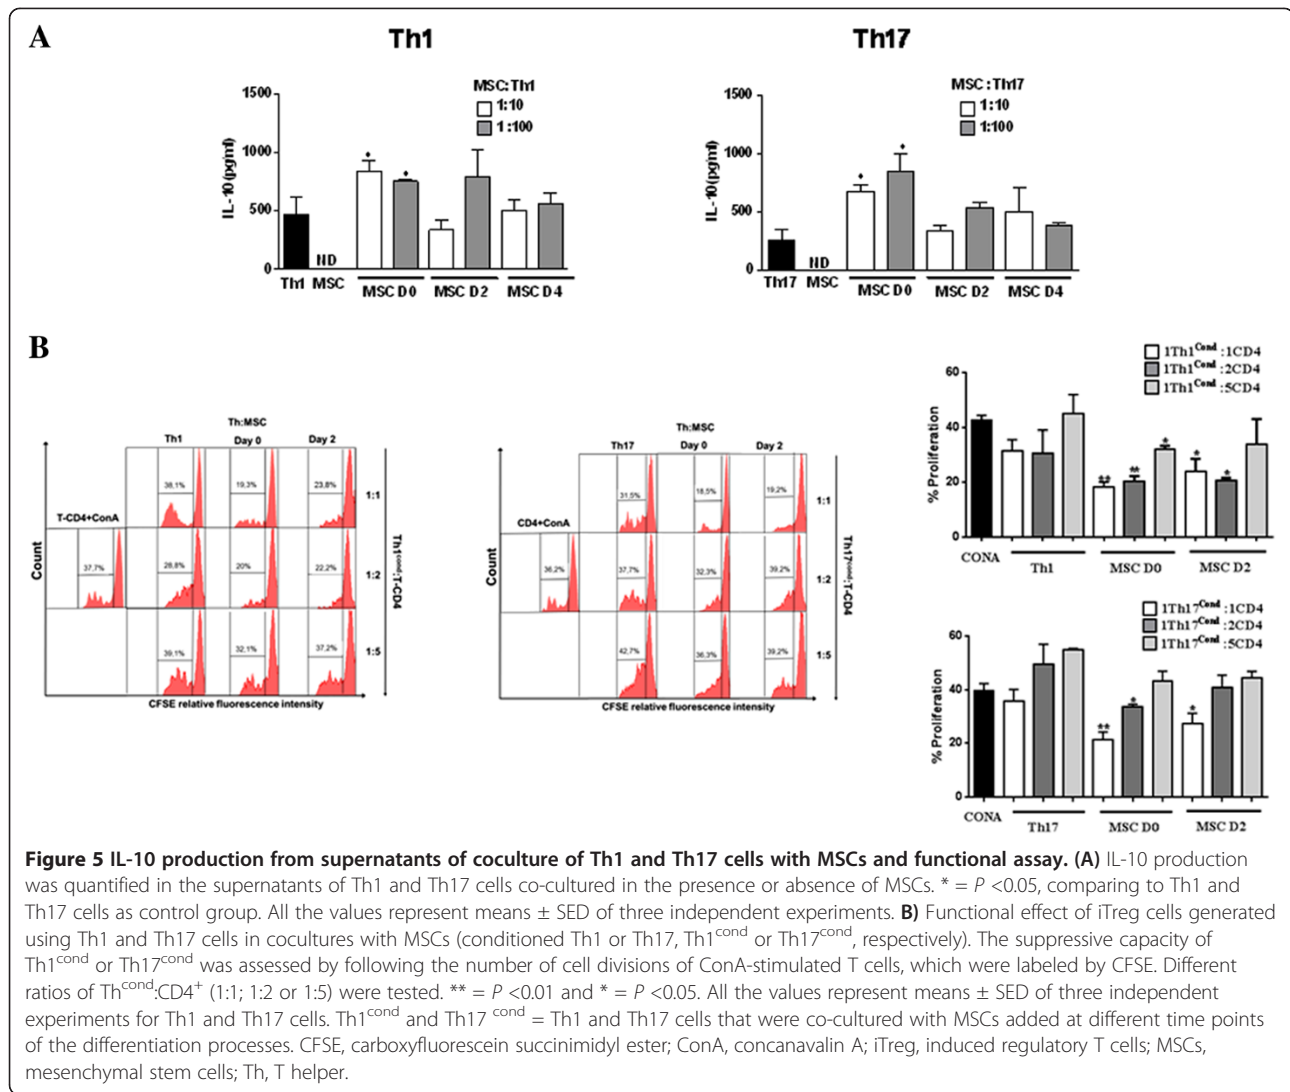 A
Th1
Th17
MSC:Th1
1:10
1:100
IL-10(pg/ml)
1500
1000
500
0
ND
Th1 MSC
MSC D0
MSC D2
MSC D4
MSC:Th17
1:10
1:100
IL-10(pg/ml)
1500
1000
500
0
ND
Th17 MSC
MSC D0
MSC D2
MSC D4
B
Th:MSC
Th1
Day 0
Day 2
38,1%
19,3%
23,8%
1:1
T-CD4+ConA
37,7%
28,8%
20%
22,2%
1:2
39,1%
32,1%
37,2%
1:5
Count
Th1cond:T-CD4
CFSE relative fluorescence intensity
Th:MSC
Th17
Day 0
Day 2
31,5%
18,5%
19,2%
1:1
CD4+ConA
36,2%
37,7%
32,3%
39,2%
1:2
42,7%
36,3%
39,2%
1:5
Count
Th17cond:T-CD4
CFSE relative fluorescence intensity
1Th1Cond :1CD4
1Th1Cond :2CD4
1Th1Cond :5CD4
% Proliferation
60
40
20
0
**
**
*
*
*
CONA
Th1
MSC D0
MSC D2
1Th17Cond :1CD4
1Th17Cond :2CD4
1Th17Cond :5CD4
% Proliferation
60
40
20
0
**
*
*
CONA
Th17
MSC D0
MSC D2
Figure 5 IL-10 production from supernatants of coculture of Th1 and Th17 cells with MSCs and functional assay. (A) IL-10 production
was quantified in the supernatants of Th1 and Th17 cells co-cultured in the presence or absence of MSCs. * = P <0.05, comparing to Th1 and
Th17 cells as control group. All the values represent means ± SED of three independent experiments. B) Functional effect of iTreg cells generated
using Th1 and Th17 cells in cocultures with MSCs (conditioned Th1 or Th17, Th1cond or Th17cond, respectively). The suppressive capacity of
Th1cond or Th17cond was assessed by following the number of cell divisions of ConA-stimulated T cells, which were labeled by CFSE. Different
ratios of Thcond:CD4+ (1:1; 1:2 or 1:5) were tested. ** = P <0.01 and * = P <0.05. All the values represent means ± SED of three independent
experiments for Th1 and Th17 cells. Th1cond and Th17 cond = Th1 and Th17 cells that were co-cultured with MSCs added at different time points
of the differentiation processes. CFSE, carboxyfluorescein succinimidyl ester; ConA, concanavalin A; iTreg, induced regulatory T cells; MSCs,
mesenchymal stem cells; Th, T helper.